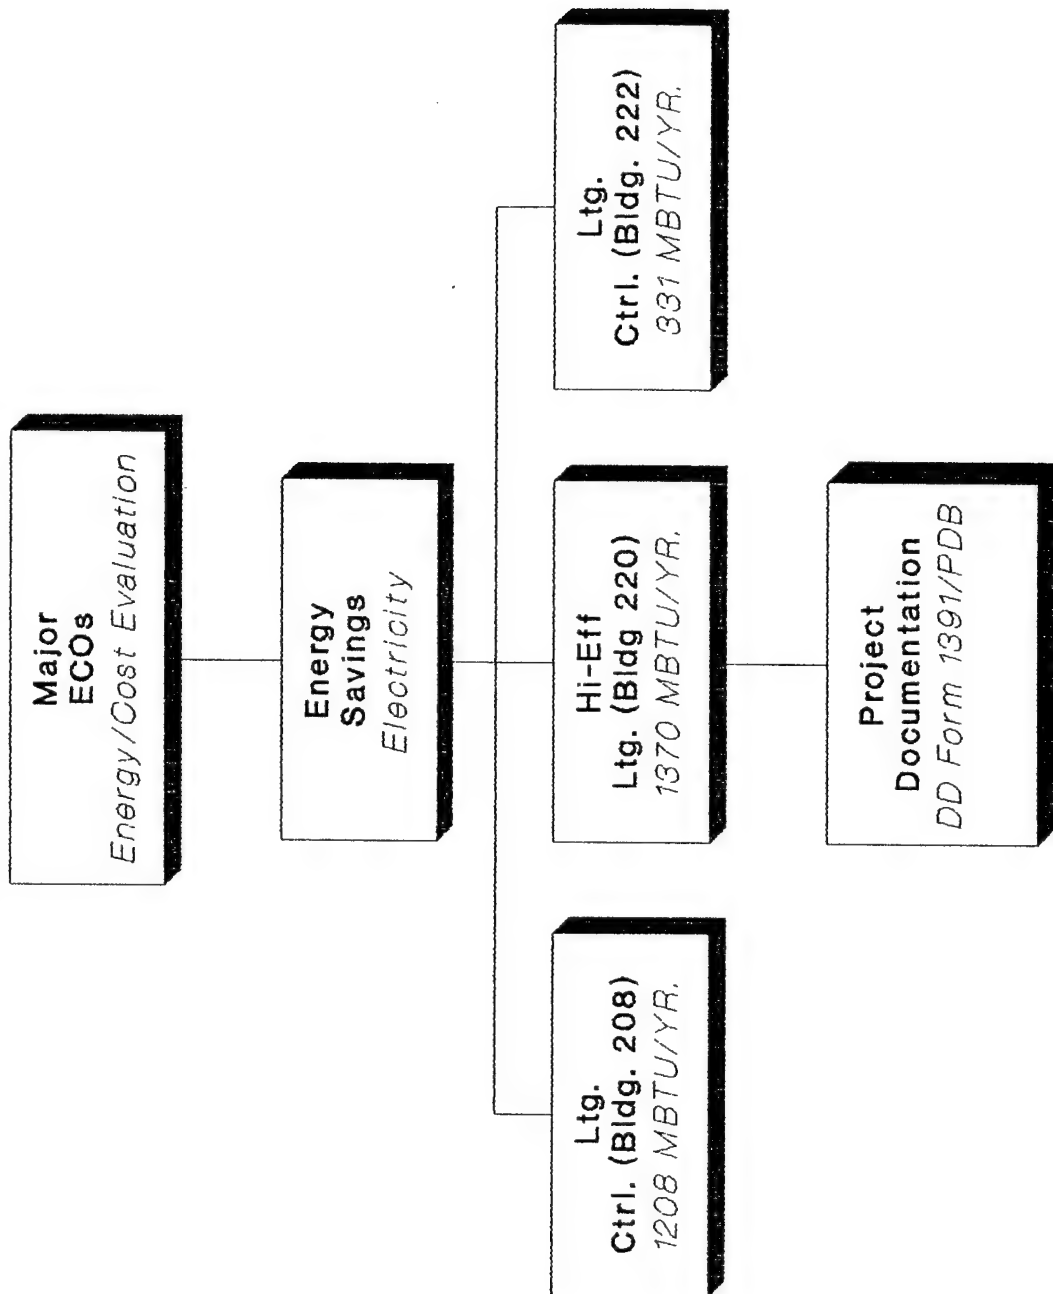 Major
ECOs
Energy/Cost Evaluation
Energy
Savings
Electricity
Ltg.
Ctrl. (Bldg. 208)
1208 MBTU/YR.
Hi-Eff
Ltg. (Bldg 220)
1370 MBTU/YR.
Ltg.
Ctrl. (Bldg. 222)
331 MBTU/YR.
Project
Documentation
DD Form 1391/PDB